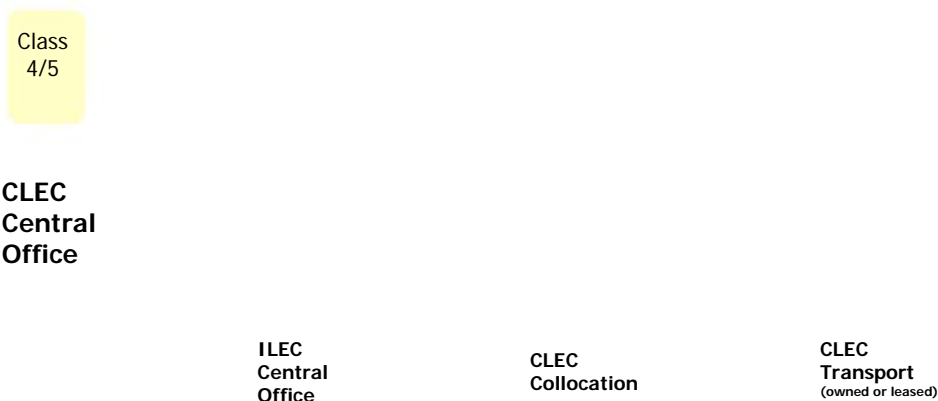 Class
4/5
CLEC
Central
Office
ILEC
Central
Office
CLEC
Collocation
CLEC
Transport
(owned or leased)